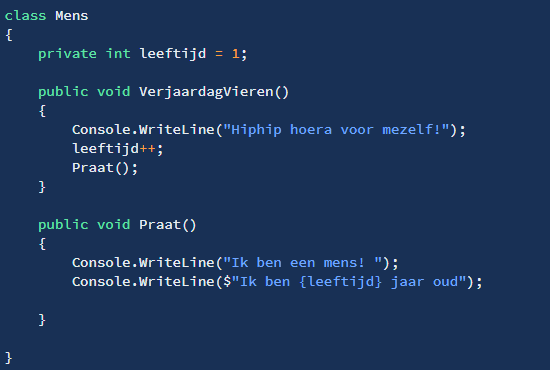 class Mens
{
    private int leeftijd = 1;

    public void VerjaardagVieren()
    {
        Console.WriteLine("Hiphip hoera voor mezelf!");
        leeftijd++;
        Praat();
    }

    public void Praat()
    {
        Console.WriteLine("Ik ben een mens! ");
        Console.WriteLine($"Ik ben {leeftijd} jaar oud");

    }

}